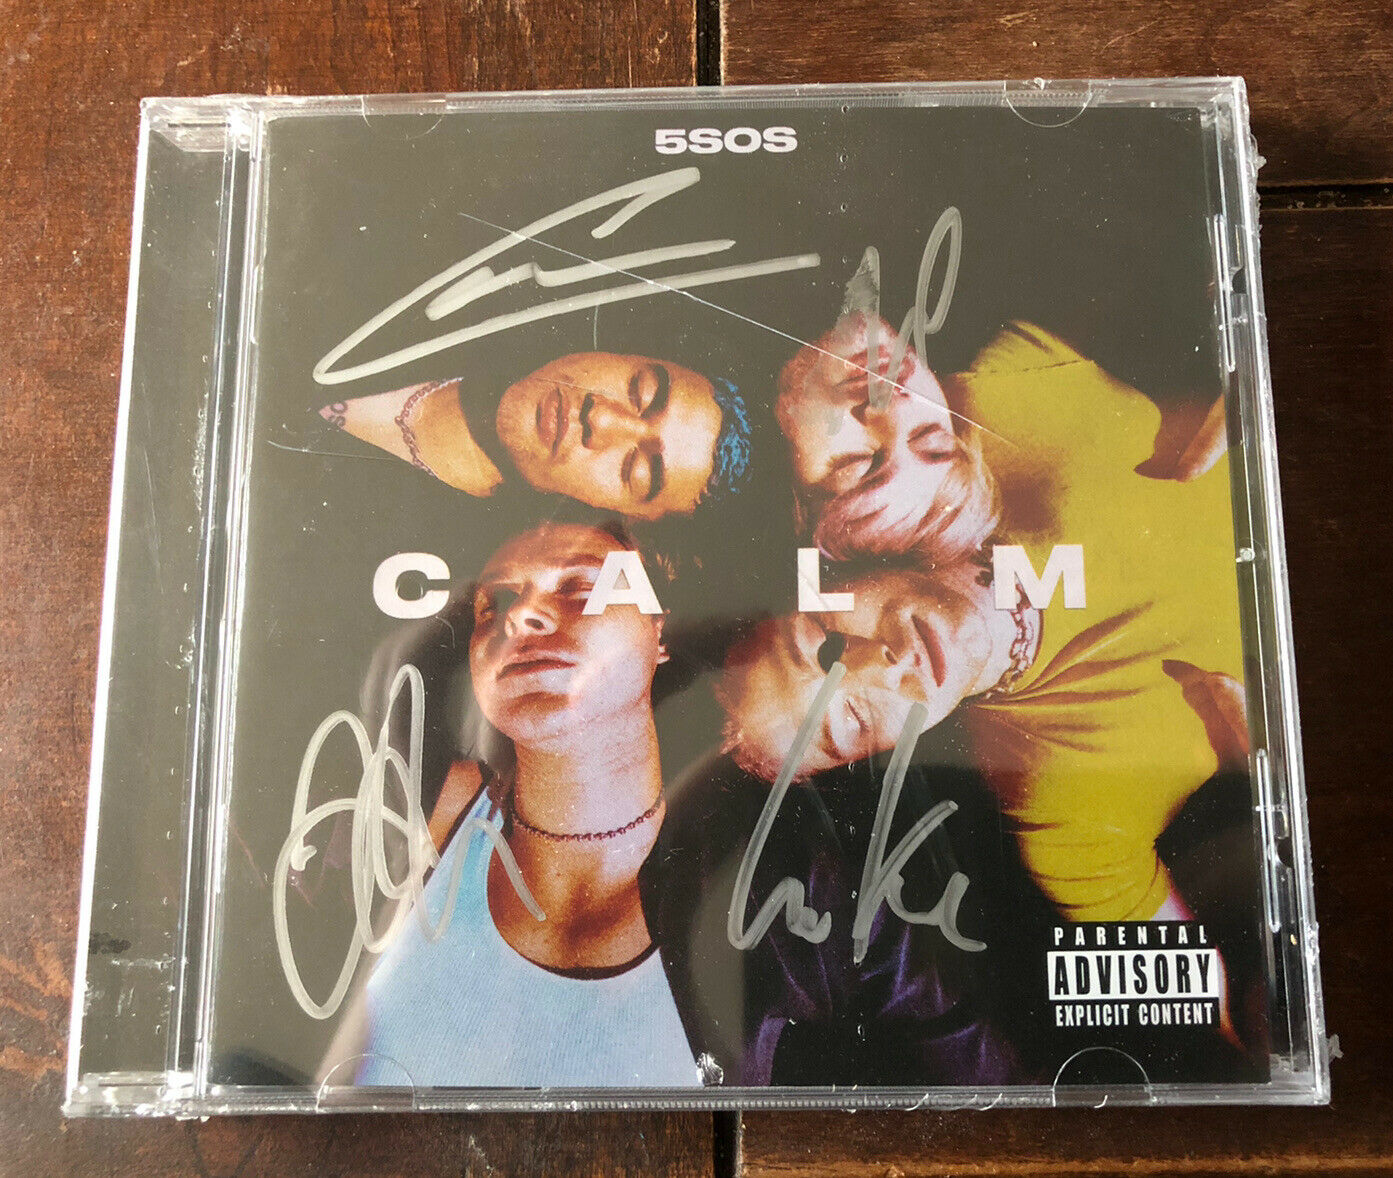 5SOS
C A L M
Luke
PARENTAL
ADVISORY
EXPLICIT CONTENT